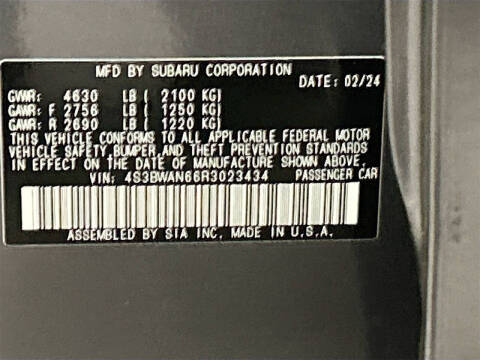 MFD BY SUBARU CORPORATION
DATE: 02/24
GVWR: 4630 LB ( 2100 KG)
GAWR: F 2756 LB ( 1250 KG)
GAWR: R 2690 LB ( 1220 KG)
THIS VEHICLE CONFORMS TO ALL APPLICABLE FEDERAL MOTOR
VEHICLE SAFETY, BUMPER, AND THEFT PREVENTION STANDARDS
IN EFFECT ON THE DATE OF MANUFACTURE SHOWN ABOVE.
VIN: 4S3BWAN66R3023434 PASSENGER CAR
ASSEMBLED BY SIA INC. MADE IN U.S.A.